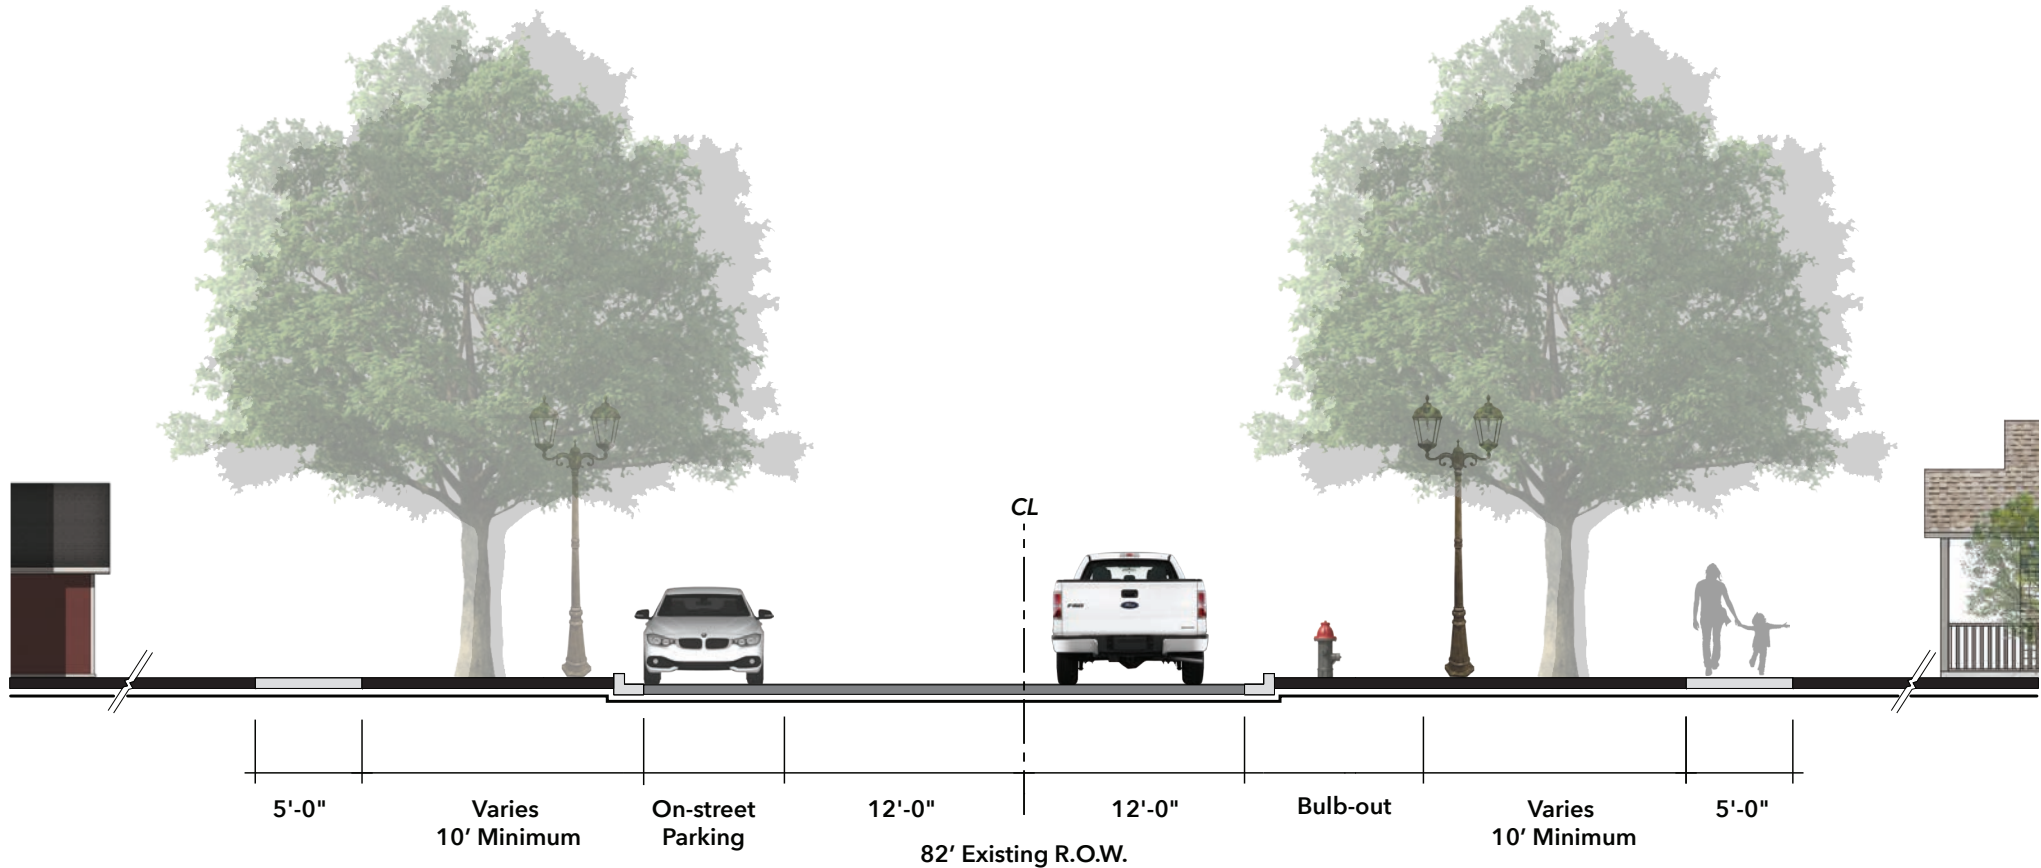 CL
5'-0"
Varies
10’ Minimum
On-street
Parking
12'-0"
12'-0"
Bulb-out
Varies
10’ Minimum
5'-0"
82’ Existing R.O.W.